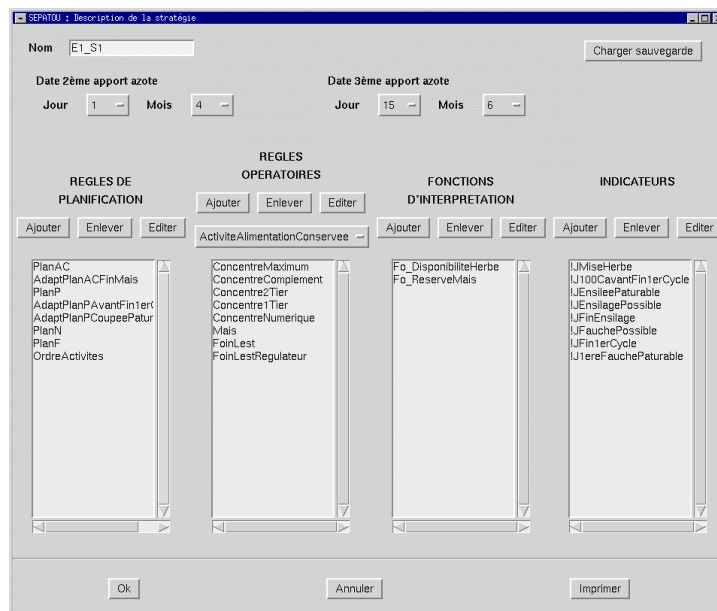 SEPATOU : Description de la stratégie
Nom E1_S1 Charger sauvegarde
Date 2ème apport azote Date 3ème apport azote
Jour 1 Mois 4 Jour 15 Mois 6
REGLES DE
PLANIFICATION
Ajouter Enlever Editer
PlanAC
AdaptPlanACFinMais
PlanP
AdaptPlanPAvantFin1er
AdaptPlanPCoupeePatur
PlanN
PlanF
OrdreActivites
REGLES
OPERATOIRES
Ajouter Enlever Editer
ActiviteAlimentationConservee
ConcentreMaximum
ConcentreComplement
Concentre2Tier
Concentre1Tier
ConcentreNumerique
Mais
FoinLest
FoinLestRegulateur
FONCTIONS
D'INTERPRETATION
Ajouter Enlever Editer
Fo_DisponibiliteHerbe
Fo_ReserveMais
INDICATEURS
Ajouter Enlever Editer
!JMiseHerbe
!J100CavantFin1erCycle
!JEnsileePaturable
!JEnsilagePossible
!JFinEnsilage
!JFauchePossible
!JFin1erCycle
!J1ereFauchePaturable
Ok Annuler Imprimer